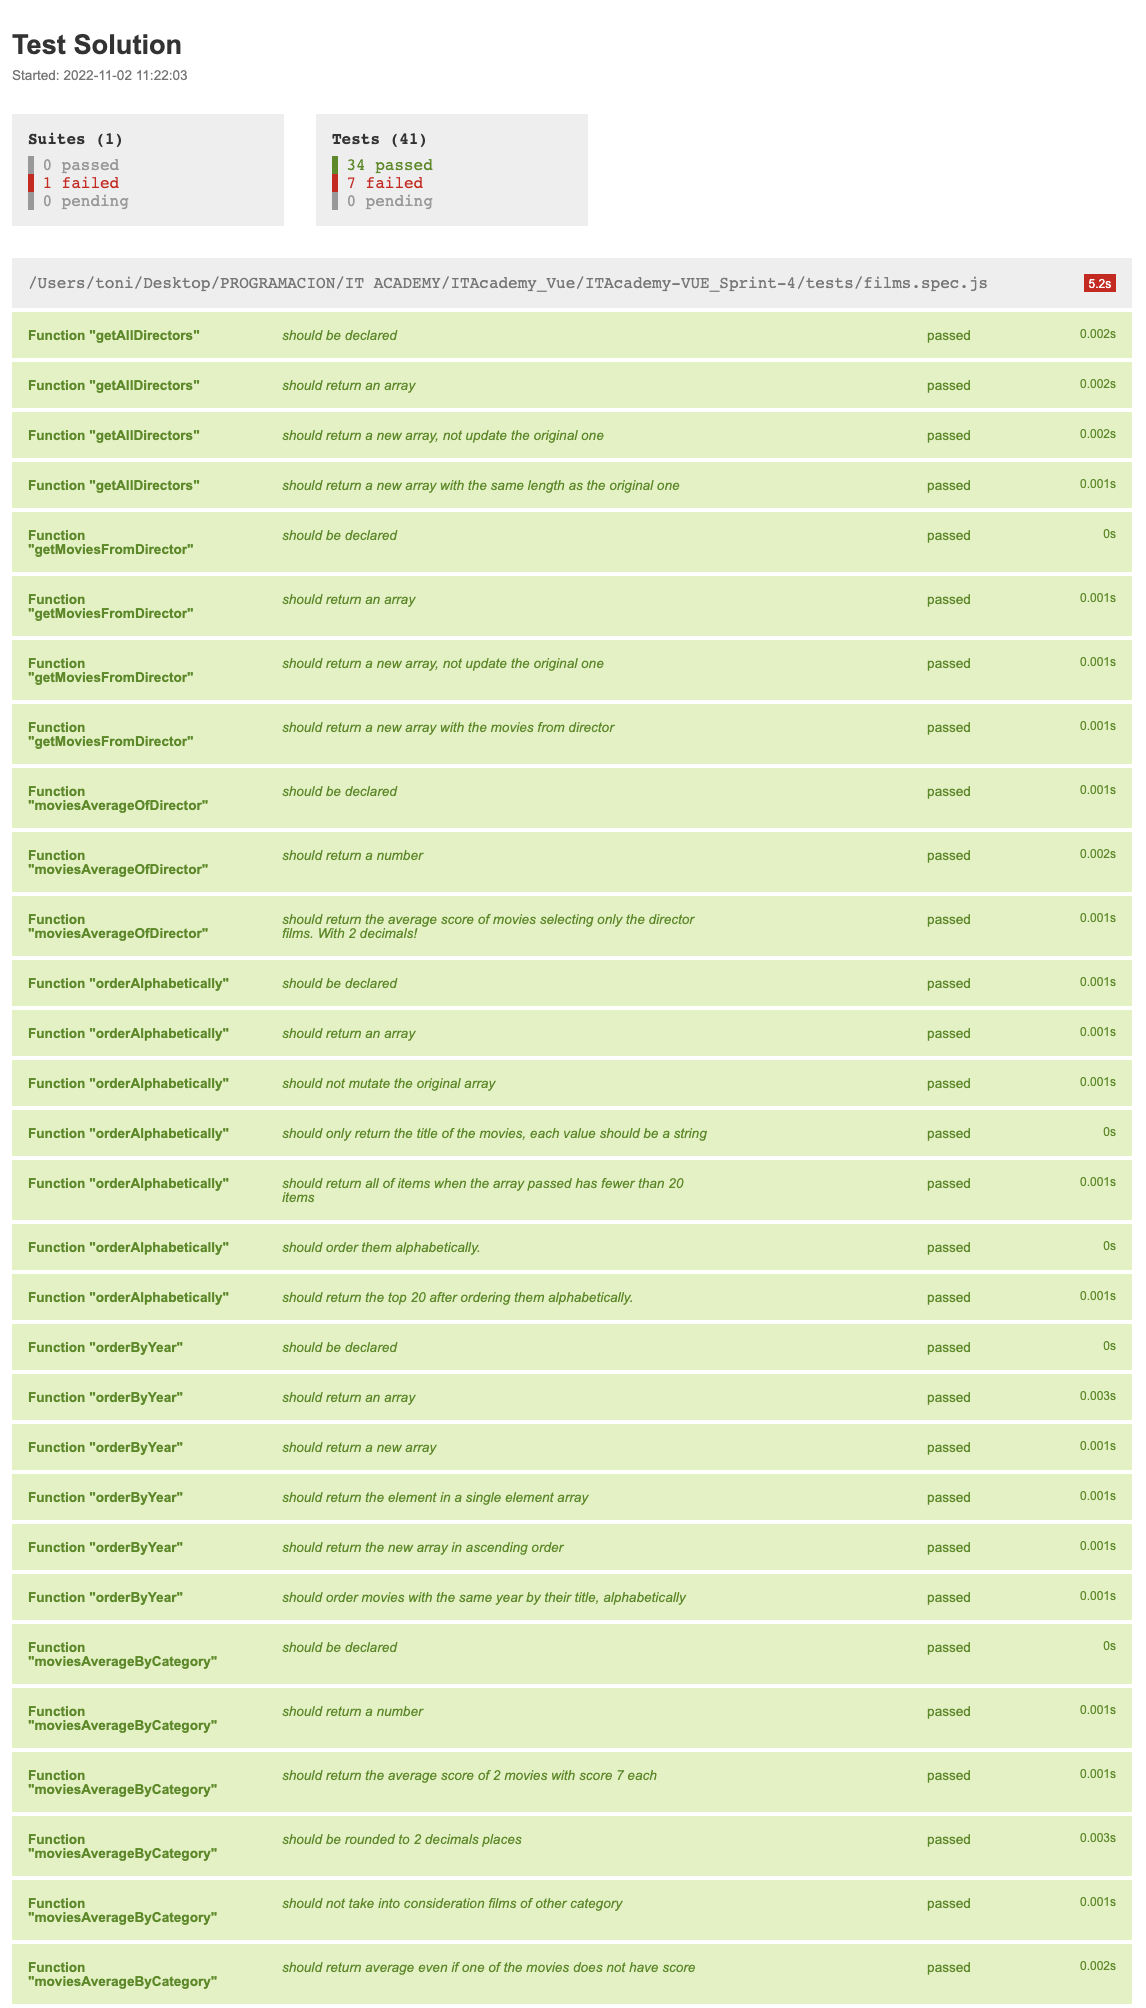 Test Solution
Started: 2022-11-02 11:22:03
Suites (1)
0 passed
1 failed
0 pending
Tests (41)
34 passed
7 failed
0 pending
/Users/toni/Desktop/PROGRAMACION/IT ACADEMY/ITAcademy_Vue/ITAcademy-VUE_Sprint-4/tests/films.spec.js 5.2s
Function "getAllDirectors" should be declared passed 0.002s
Function "getAllDirectors" should return an array passed 0.002s
Function "getAllDirectors" should return a new array, not update the original one passed 0.002s
Function "getAllDirectors" should return a new array with the same length as the original one passed 0.001s
Function should be declared passed 0s
"getMoviesFromDirector"
Function should return an array passed 0.001s
"getMoviesFromDirector"
Function should return a new array, not update the original one passed 0.001s
"getMoviesFromDirector"
Function should return a new array with the movies from director passed 0.001s
"getMoviesFromDirector"
Function should be declared passed 0.001s
"moviesAverageOfDirector"
Function should return a number passed 0.002s
"moviesAverageOfDirector"
Function should return the average score of movies selecting only the director passed 0.001s
"moviesAverageOfDirector" films. With 2 decimals!
Function "orderAlphabetically" should be declared passed 0.001s
Function "orderAlphabetically" should return an array passed 0.001s
Function "orderAlphabetically" should not mutate the original array passed 0.001s
Function "orderAlphabetically" should only return the title of the movies, each value should be a string passed 0s
Function "orderAlphabetically" should return all of items when the array passed has fewer than 20 passed 0.001s
items
Function "orderAlphabetically" should order them alphabetically. passed 0s
Function "orderAlphabetically" should return the top 20 after ordering them alphabetically. passed 0.001s
Function "orderByYear" should be declared passed 0s
Function "orderByYear" should return an array passed 0.003s
Function "orderByYear" should return a new array passed 0.001s
Function "orderByYear" should return the element in a single element array passed 0.001s
Function "orderByYear" should return the new array in ascending order passed 0.001s
Function "orderByYear" should order movies with the same year by their title, alphabetically passed 0.001s
Function should be declared passed 0s
"moviesAverageByCategory"
Function should return a number passed 0.001s
"moviesAverageByCategory"
Function should return the average score of 2 movies with score 7 each passed 0.001s
"moviesAverageByCategory"
Function should be rounded to 2 decimals places passed 0.003s
"moviesAverageByCategory"
Function should not take into consideration films of other category passed 0.001s
"moviesAverageByCategory"
Function should return average even if one of the movies does not have score passed 0.002s
"moviesAverageByCategory"